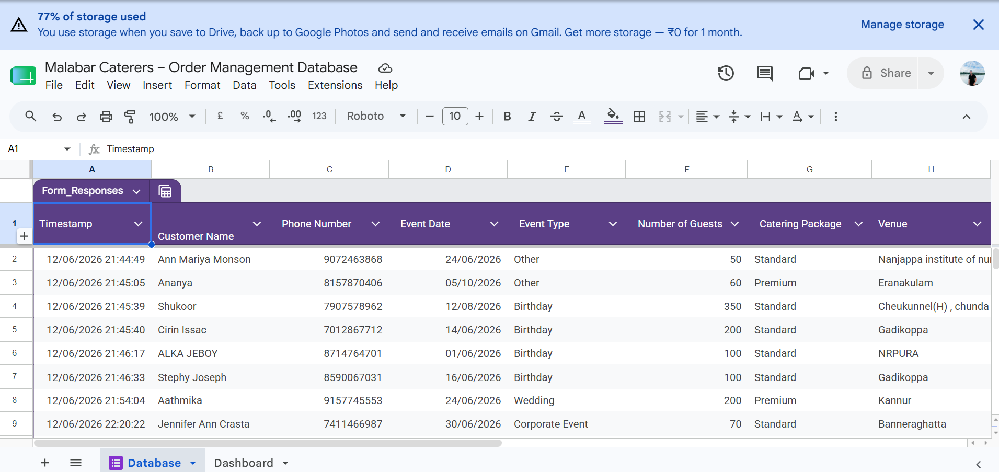 77% of storage used
You use storage when you save to Drive, back up to Google Photos and send and receive emails on Gmail. Get more storage — ₹0 for 1 month.
Manage storage
Malabar Caterers – Order Management Database
File Edit View Insert Format Data Tools Extensions Help
Share
100% £ % .0 .00 123 Roboto 10 B I A A
A1 fx Timestamp
A B C D E F G H
Form_Responses
1 Timestamp Customer Name Phone Number Event Date Event Type Number of Guests Catering Package Venue
2 12/06/2026 21:44:49 Ann Mariya Monson 9072463868 24/06/2026 Other 50 Standard Nanjappa institute of
3 12/06/2026 21:45:05 Ananya 8157870406 05/10/2026 Other 60 Premium Eranakulam
4 12/06/2026 21:45:39 Shukoor 7907578962 12/08/2026 Birthday 350 Standard Cheukunnel(H) , chunda
5 12/06/2026 21:45:40 Cirin Issac 7012867712 14/06/2026 Birthday 200 Standard Gadikoppa
6 12/06/2026 21:46:17 ALKA JEBOY 8714764701 01/06/2026 Birthday 100 Standard NRPURA
7 12/06/2026 21:46:33 Stephy Joseph 8590067031 16/06/2026 Birthday 100 Standard Gadikoppa
8 12/06/2026 21:54:04 Aathmika 9157745553 24/06/2026 Wedding 200 Premium Kannur
9 12/06/2026 22:20:22 Jennifer Ann Crasta 7411466987 30/06/2026 Corporate Event 70 Standard Banneraghatta
Database Dashboard